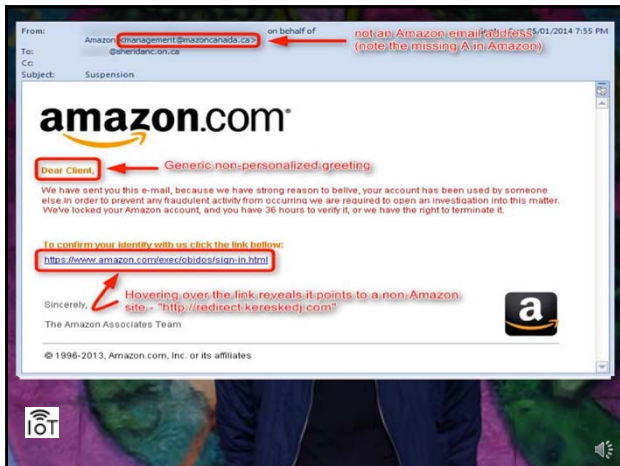 From:
on behalf of
not an Amazon email address
05/01/2014 7:55 PM
Amazon <management@mazoncanada.ca>
(note the missing A in Amazon)
To: @sheridanc.on.ca
Cc:
Subject: Suspension
amazon.com
Dear Client,
Generic non-personalized greeting
We have sent you this e-mail, because we have strong reason to belive, your account has been used by someone
else.In order to prevent any fraudulent activity from occurring we are required to open an investigation into this matter.
We've locked your Amazon account, and you have 36 hours to verify it, or we have the right to terminate it.
To confirm your identity with us click the link bellow:
https://www.amazon.com/exec/obidos/sign-in.html
Hovering over the link reveals it points to a non-Amazon
site - "http://redirect.kereskedj.com"
Sincerely,
The Amazon Associates Team
a
© 1996-2013, Amazon.com, Inc. or its affiliates
IoT